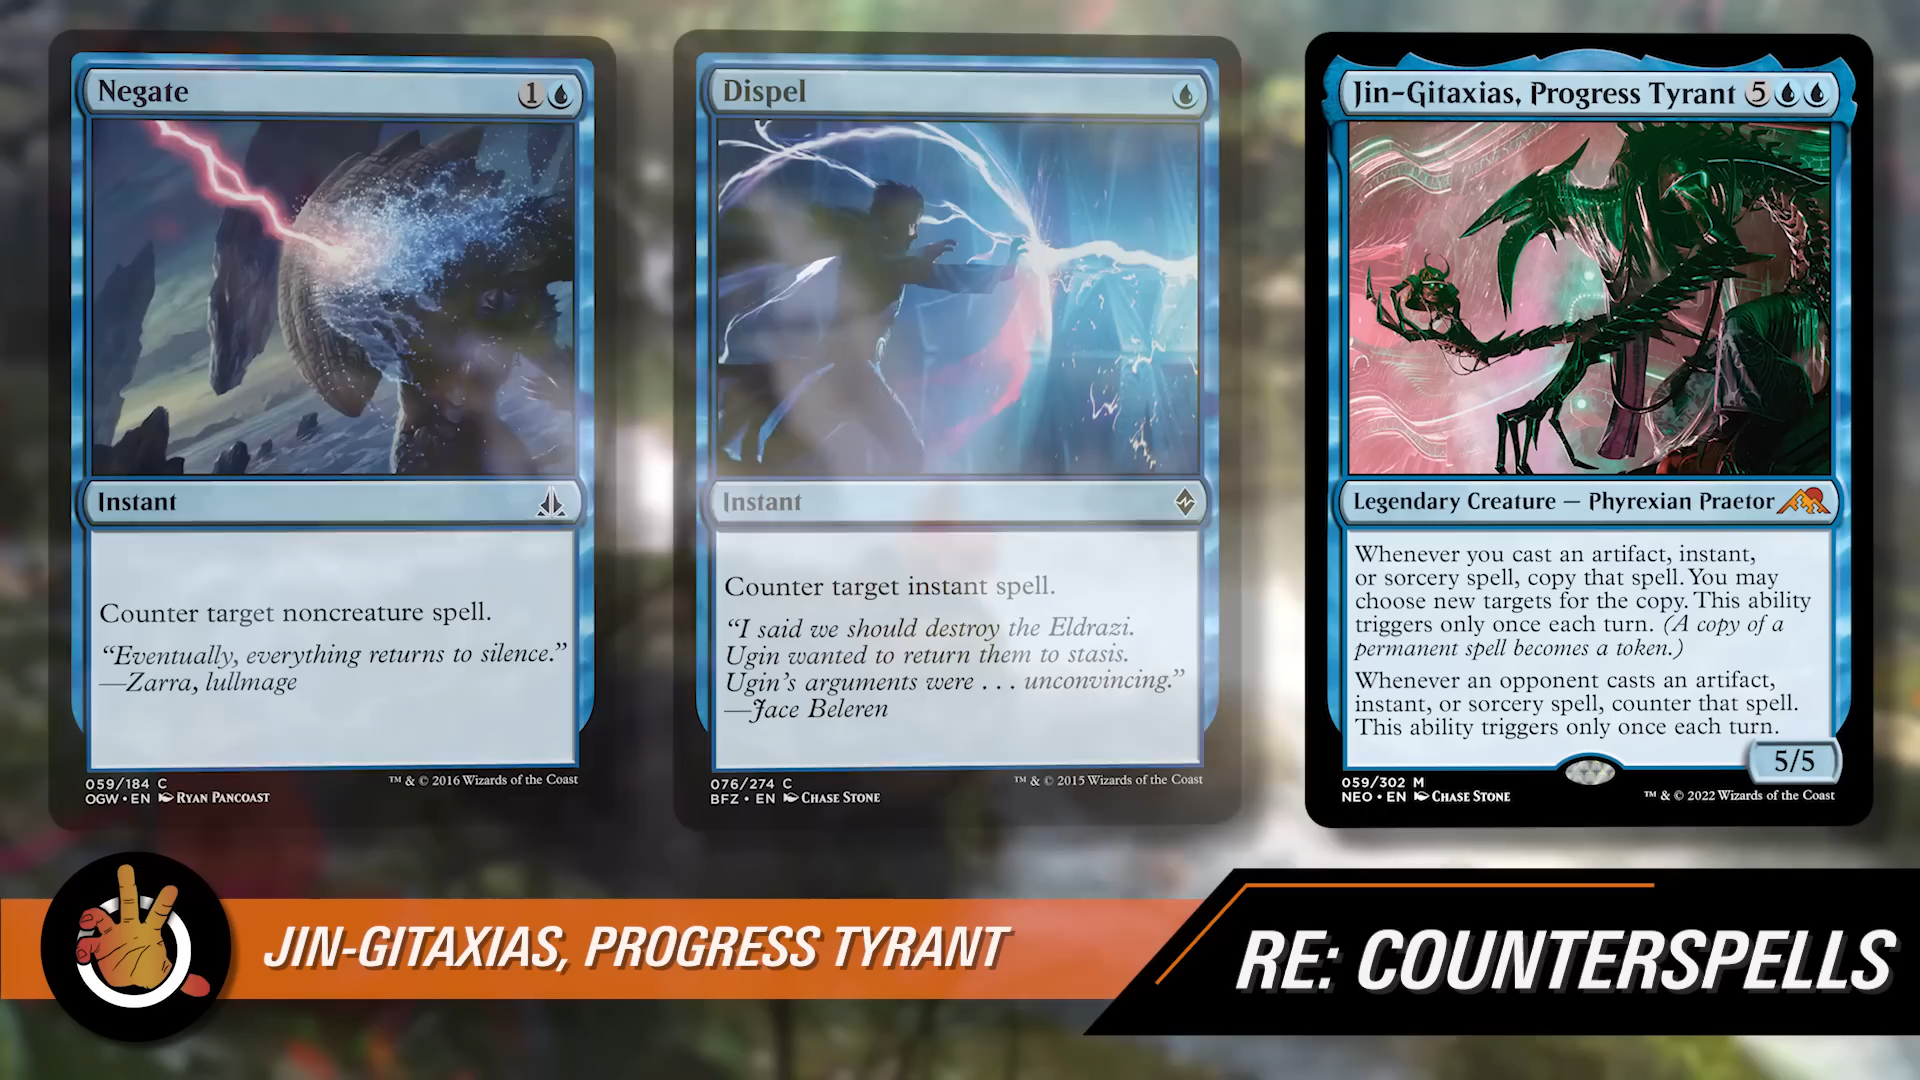 Negate 1
Instant
Counter target noncreature spell.
“Eventually, everything returns to silence.”
—Zarra, lullmage
059/184 C
OGW • EN RYAN PANCOAST
™ & © 2016 Wizards of the Coast
Dispel
Instant
Counter target instant spell.
“I said we should destroy the Eldrazi.
Ugin wanted to return them to stasis.
Ugin’s arguments were . . . unconvincing.”
—Jace Beleren
076/274 C
BFZ • EN CHASE STONE
™ & © 2015 Wizards of the Coast
Jin-Gitaxias, Progress Tyrant 5
Legendary Creature — Phyrexian Praetor
Whenever you cast an artifact, instant,
or sorcery spell, copy that spell. You may
choose new targets for the copy. This ability
triggers only once each turn. (A copy of a
permanent spell becomes a token.)
Whenever an opponent casts an artifact,
instant, or sorcery spell, counter that spell.
This ability triggers only once each turn.
5/5
059/302 M
NEO • EN CHASE STONE
™ & © 2022 Wizards of the Coast
JIN-GITAXIAS, PROGRESS TYRANT
RE: COUNTERSPELLS